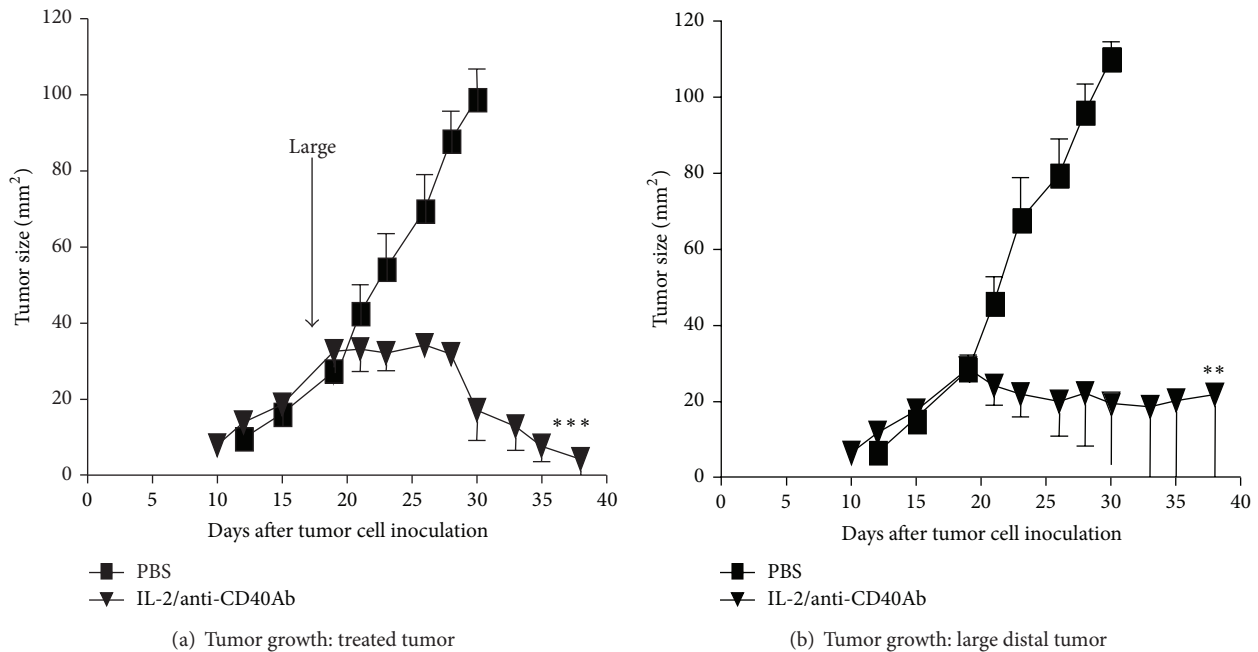 120
100
80
60
40
20
0
Tumor size (mm²)
Large
***
0 5 10 15 20 25 30 35 40
Days after tumor cell inoculation
PBS
IL-2/anti-CD40Ab
(a) Tumor growth: treated tumor
120
100
80
60
40
20
0
Tumor size (mm²)
**
0 5 10 15 20 25 30 35 40
Days after tumor cell inoculation
PBS
IL-2/anti-CD40Ab
(b) Tumor growth: large distal tumor